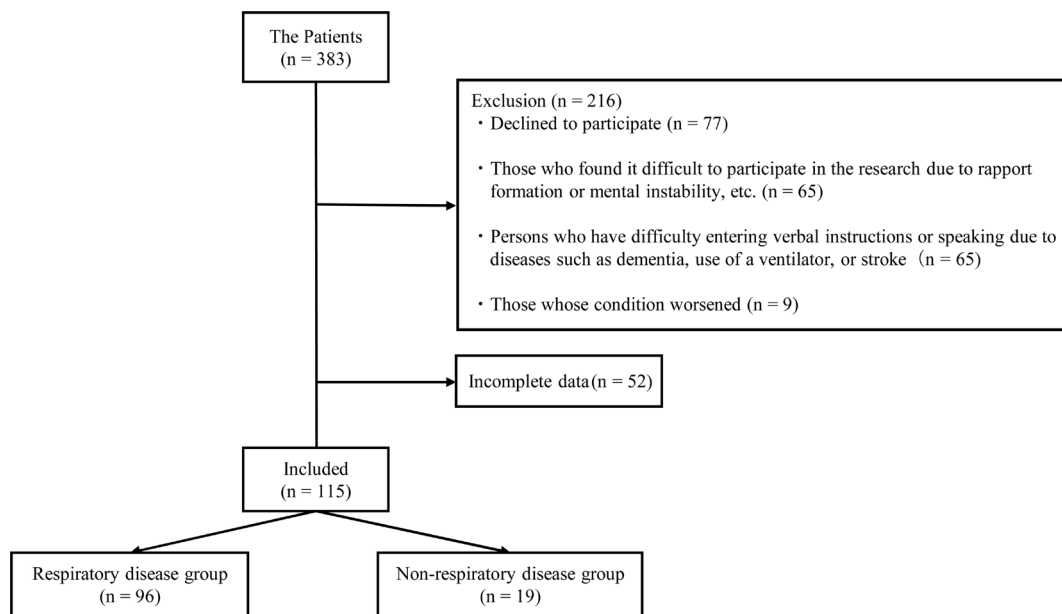 The Patients
(n = 383)
Exclusion (n = 216)
・Declined to participate (n = 77)
・Those who found it difficult to participate in the research due to rapport
formation or mental instability, etc. (n = 65)
・Persons who have difficulty entering verbal instructions or speaking due to
diseases such as dementia, use of a ventilator, or stroke（n = 65)
・Those whose condition worsened (n = 9)
Incomplete data (n = 52)
Included
(n = 115)
Respiratory disease group
(n = 96)
Non-respiratory disease group
(n = 19)